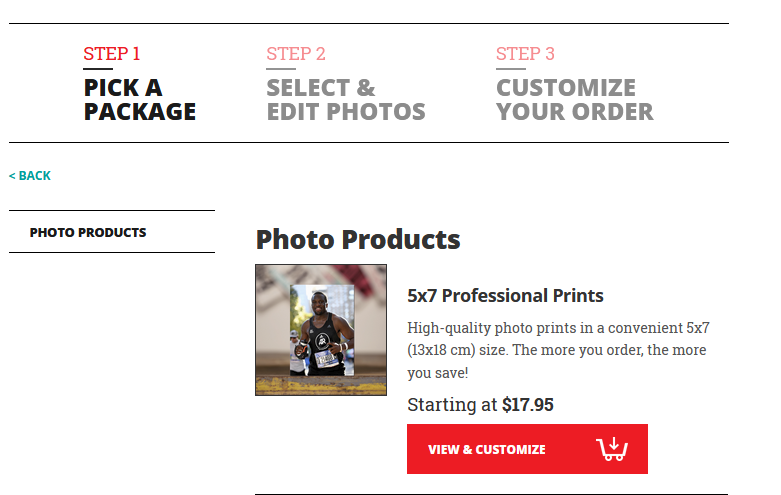 STEP 1
PICK A
PACKAGE
STEP 2
SELECT &
EDIT PHOTOS
STEP 3
CUSTOMIZE
YOUR ORDER
< BACK
PHOTO PRODUCTS
Photo Products
5x7 Professional Prints
High-quality photo prints in a convenient 5x7
(13x18 cm) size. The more you order, the more
you save!
Starting at $17.95
VIEW & CUSTOMIZE